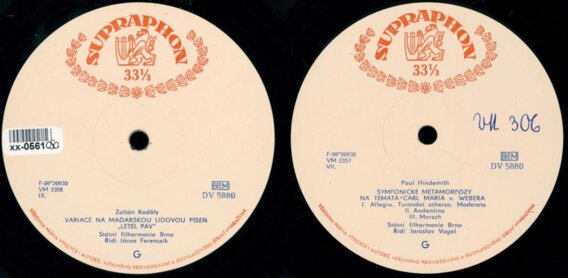 SUPRAPHON
33⅓
xx-0561
F-09*20930
VM 2358
IX.
BIEM
DV 5880
Zoltán Kodály
VARIACE NA MAĎARSKOU LIDOVOU PÍSEŇ
„LETĚL PÁV"
Státní filharmonie Brno
Řídí János Ferencsik
G
SUPRAPHON
33⅓
VII 306
F-09*20930
VM 2357
VII.
BIEM
DV 5880
Paul Hindemith
SYMFONICKÉ METAMORFÓZY
NA TÉMATA CARL MARIA v. WEBERA
I. Allegro. Turandot scherzo. Moderato
II. Andantino
III. Marsch
Státní filharmonie Brno
Řídí Jaroslav Vogel
G